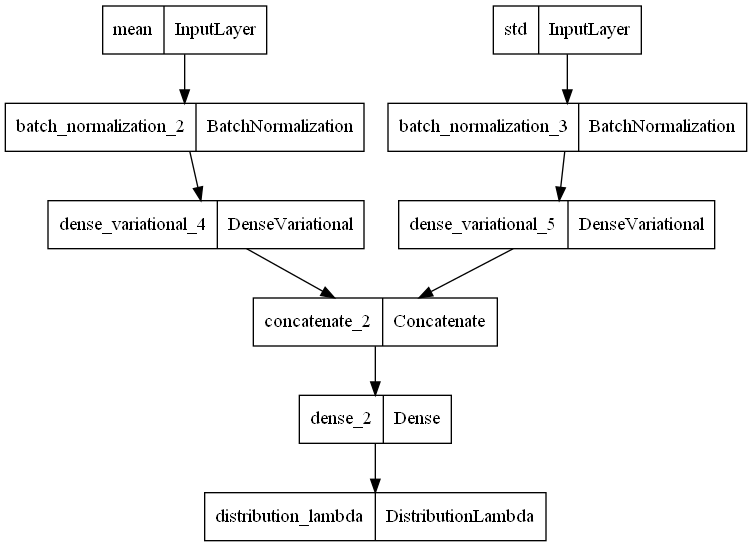 mean InputLayer
std InputLayer
batch_normalization_2 BatchNormalization
batch_normalization_3 BatchNormalization
dense_variational_4 DenseVariational
dense_variational_5 DenseVariational
concatenate_2 Concatenate
dense_2 Dense
distribution_lambda DistributionLambda